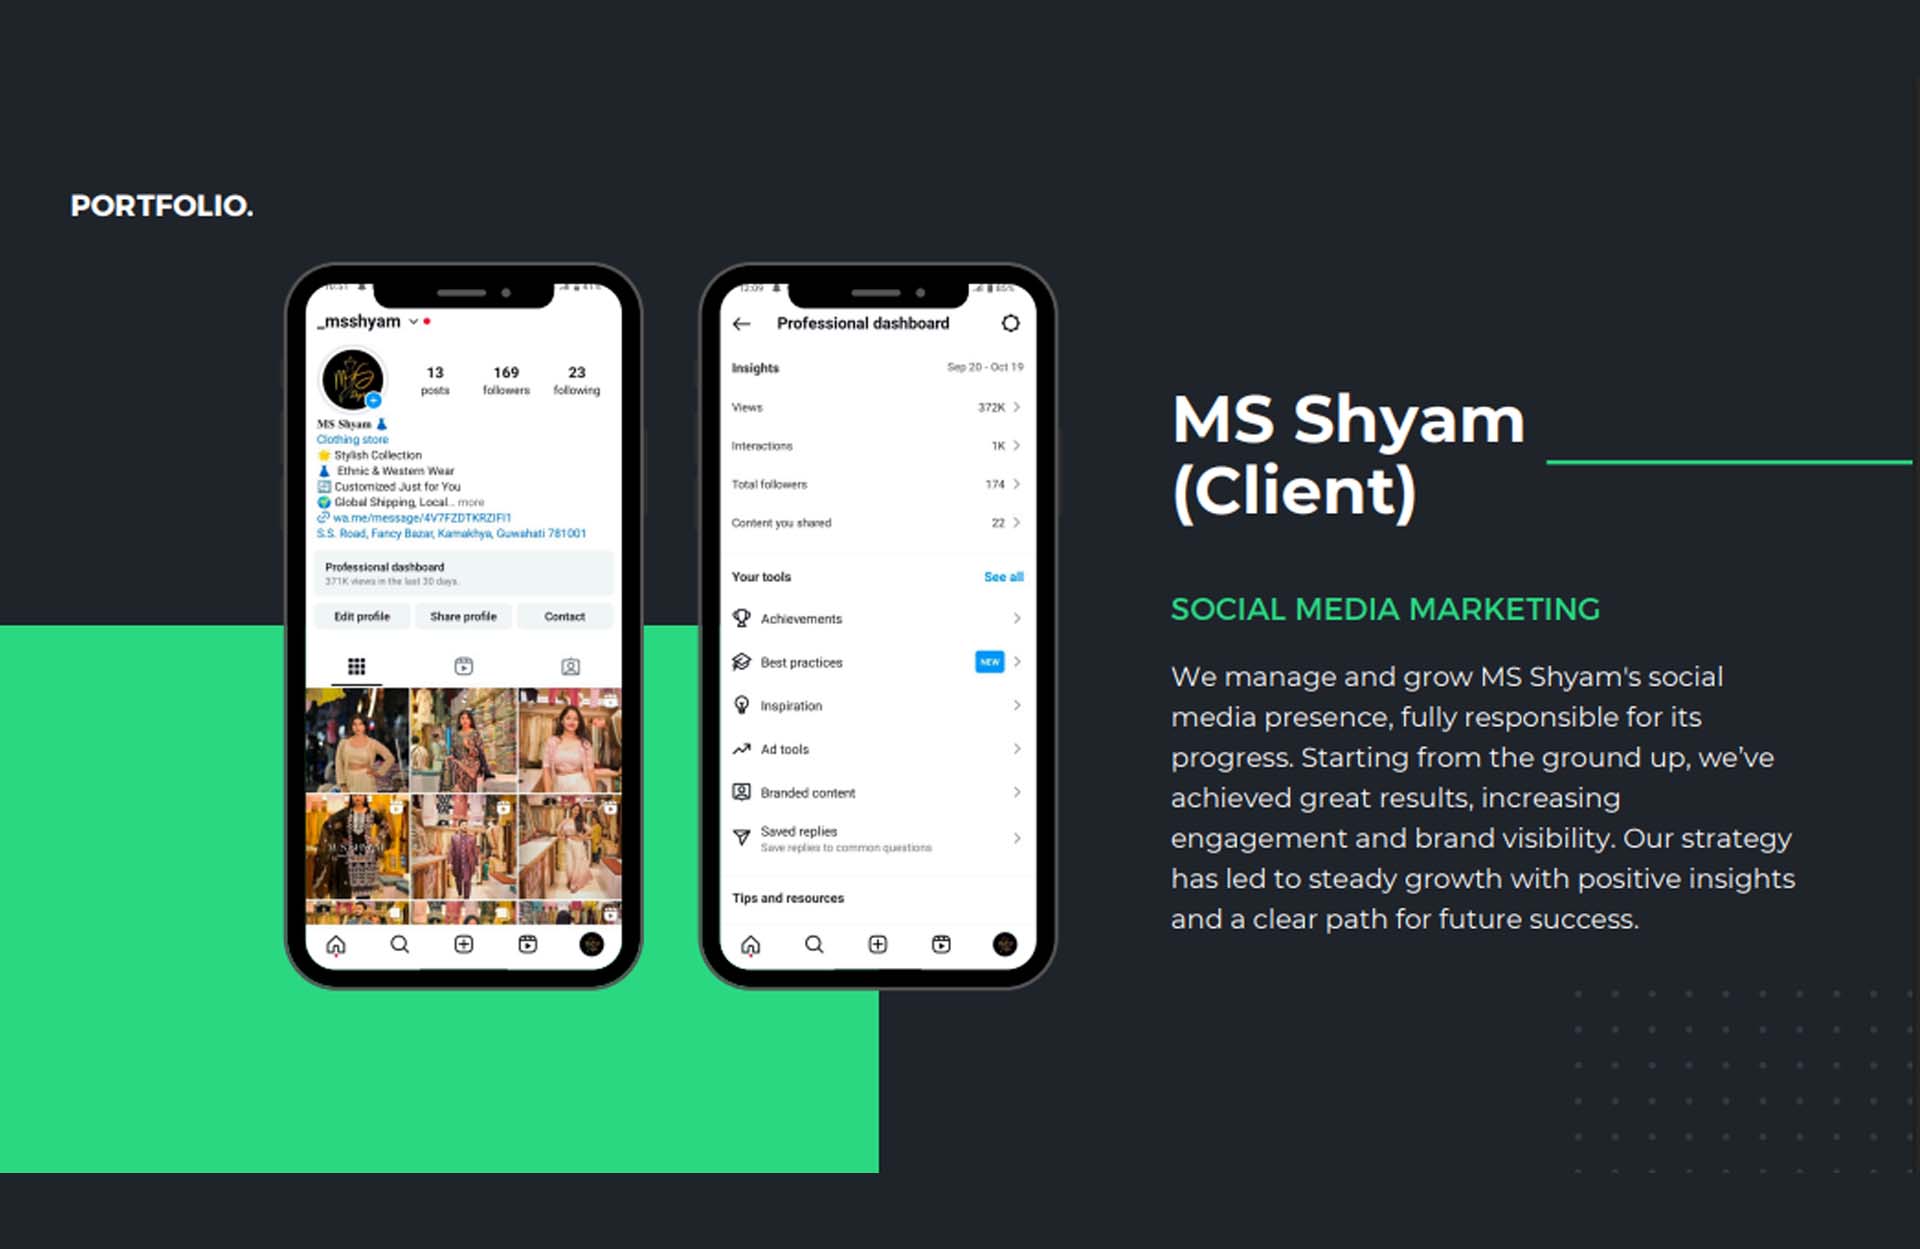 PORTFOLIO.
_msshyam
13 169 23
posts followers following
MS Shyam 👗
Clothing store
🌟 Stylish Collection
👗 Ethnic & Western Wear
🔄 Customized Just for You
🌍 Global Shipping, Local... more
wa.me/message/4V7FZDTKRZIFI1
S.S. Road, Fancy Bazar, Kamakhya, Guwahati 781001
Professional dashboard
371K views in the last 30 days.
Edit profile Share profile Contact
12:09 85%
Professional dashboard
Insights Sep 20 - Oct 19
Views 372K
Interactions 1K
Total followers 174
Content you shared 22
Your tools See all
Achievements
Best practices NEW
Inspiration
Ad tools
Branded content
Saved replies
Save replies to common questions
Tips and resources
MS Shyam
(Client)
SOCIAL MEDIA MARKETING
We manage and grow MS Shyam's social
media presence, fully responsible for its
progress. Starting from the ground up, we’ve
achieved great results, increasing
engagement and brand visibility. Our strategy
has led to steady growth with positive insights
and a clear path for future success.